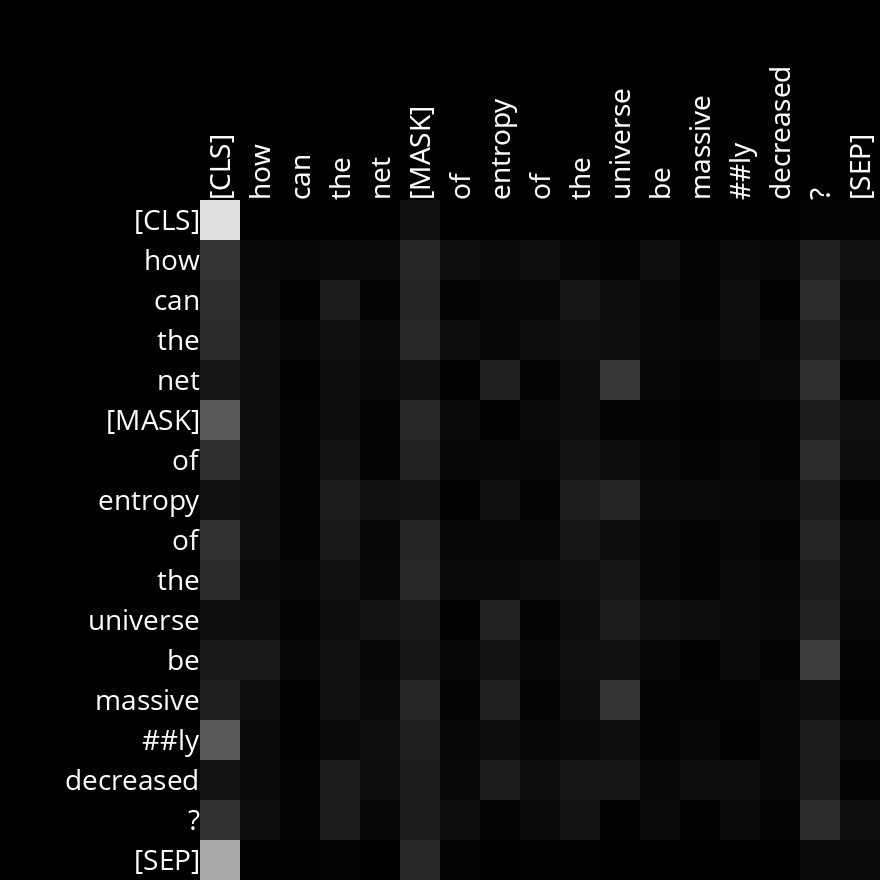 [CLS] how can the net [MASK] of entropy of the universe be massive ##ly decreased ? [SEP]
[CLS]
how
can
the
net
[MASK]
of
entropy
of
the
universe
be
massive
##ly
decreased
?
[SEP]